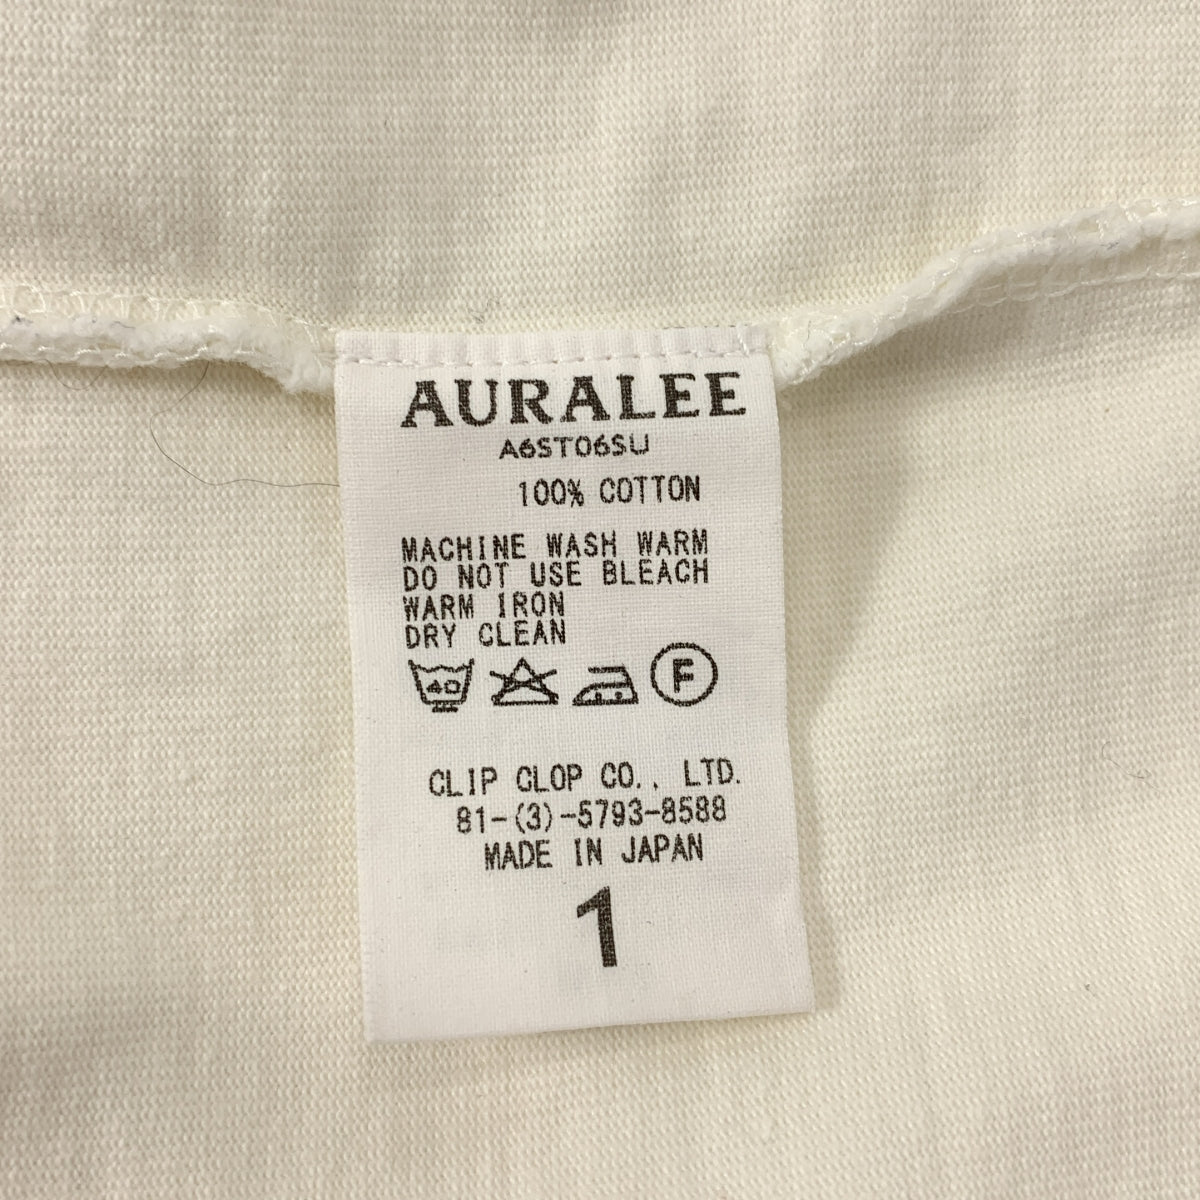 AURALEE
A6ST06SU
100% COTTON
MACHINE WASH WARM
DO NOT USE BLEACH
WARM IRON
DRY CLEAN
40 F
CLIP CLOP CO., LTD.
81-(3)-5793-8588
MADE IN JAPAN
1